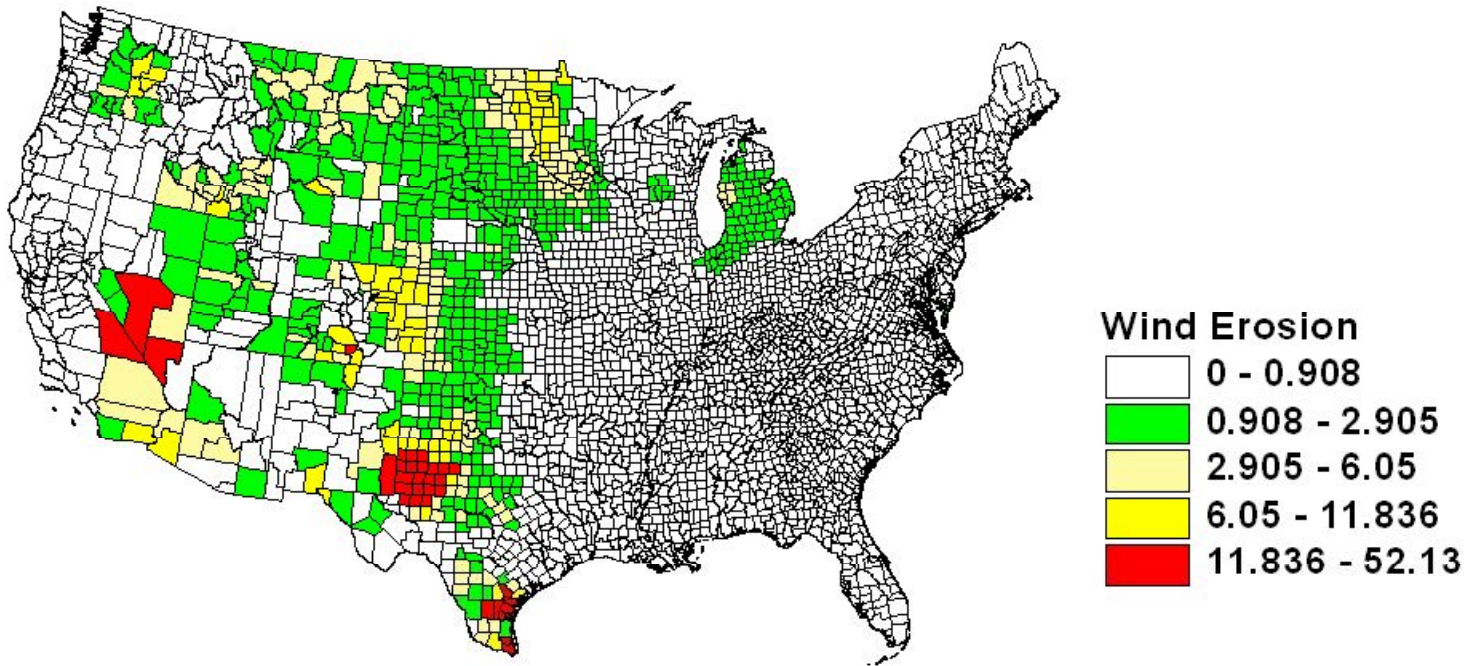 Wind Erosion
0 - 0.908
0.908 - 2.905
2.905 - 6.05
6.05 - 11.836
11.836 - 52.13